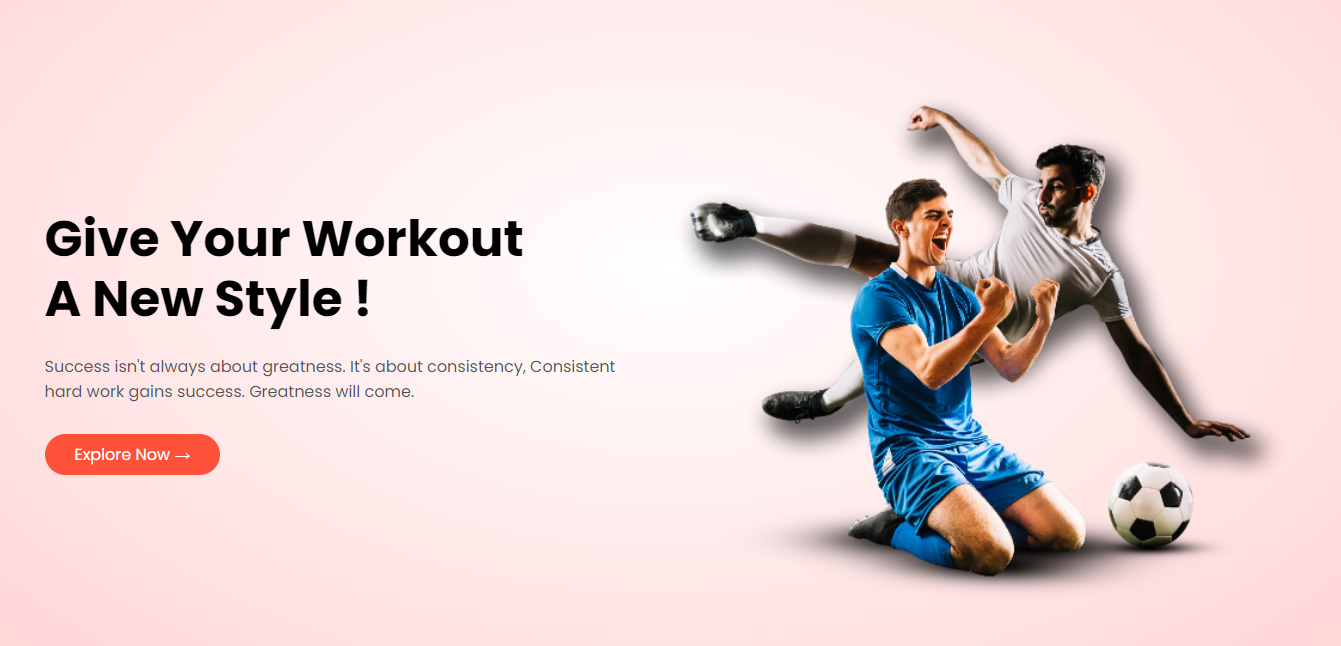 Give Your Workout
A New Style !
Success isn't always about greatness. It's about consistency, Consistent
hard work gains success. Greatness will come.
Explore Now →